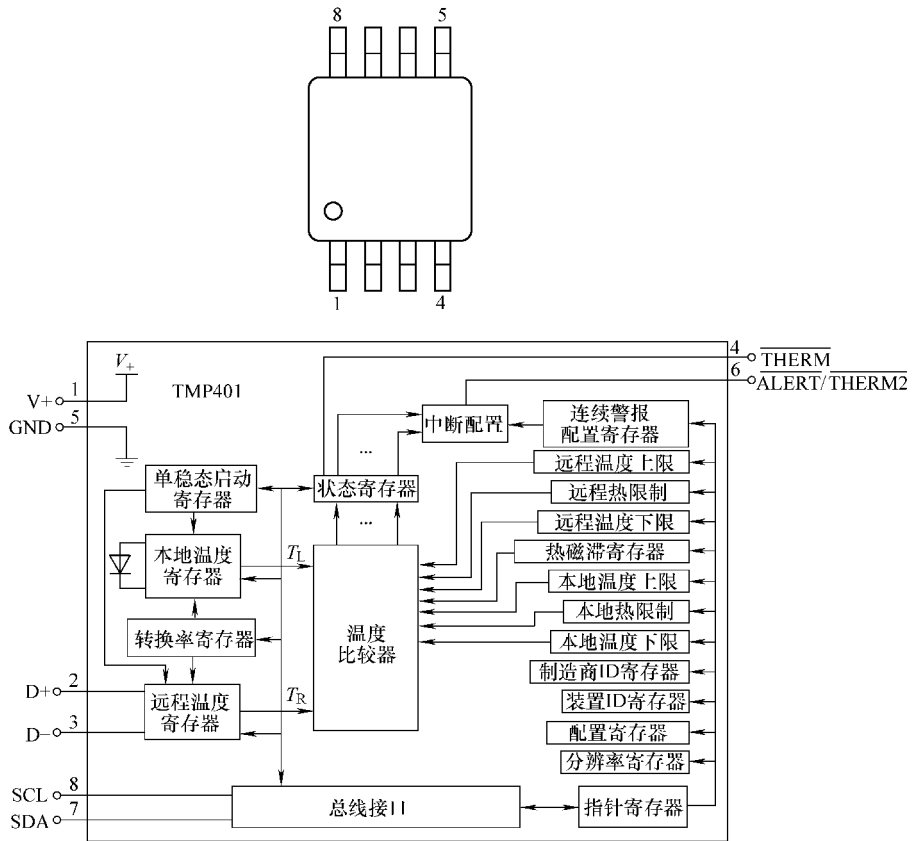 8
5
1
4
V₊
TMP401
1
V+
5
GND
4
THERM
6
ALERT/THERM2
中断配置
连续警报
配置寄存器
单稳态启动
寄存器
状态寄存器
...
...
远程温度上限
远程热限制
远程温度下限
热磁滞寄存器
本地温度上限
本地热限制
本地温度下限
制造商ID寄存器
装置ID寄存器
配置寄存器
分辨率寄存器
本地温度
寄存器
T_L
转换率寄存器
温度
比较器
D+
2
远程温度
寄存器
T_R
D−
3
SCL
8
SDA
7
总线接口
指针寄存器